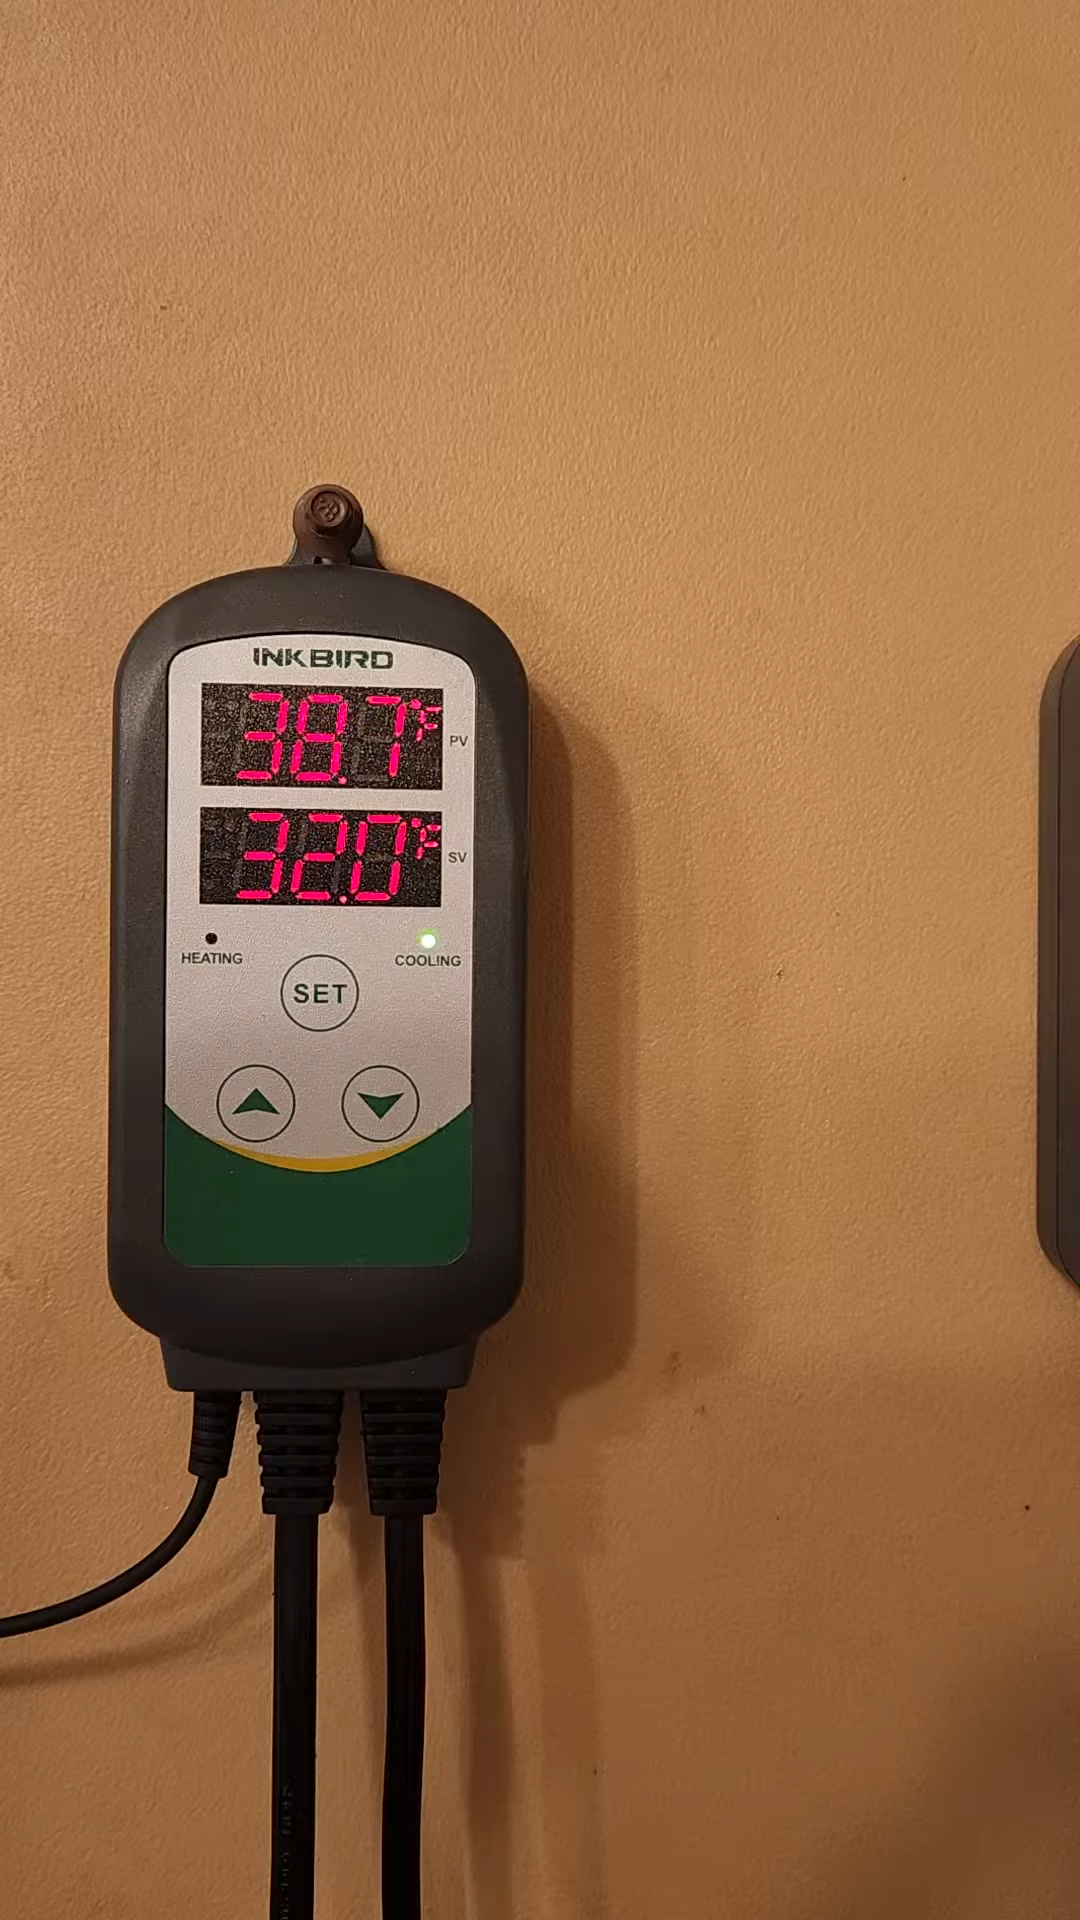 INKBIRD
38.7°F PV
32.0°F SV
HEATING
COOLING
SET